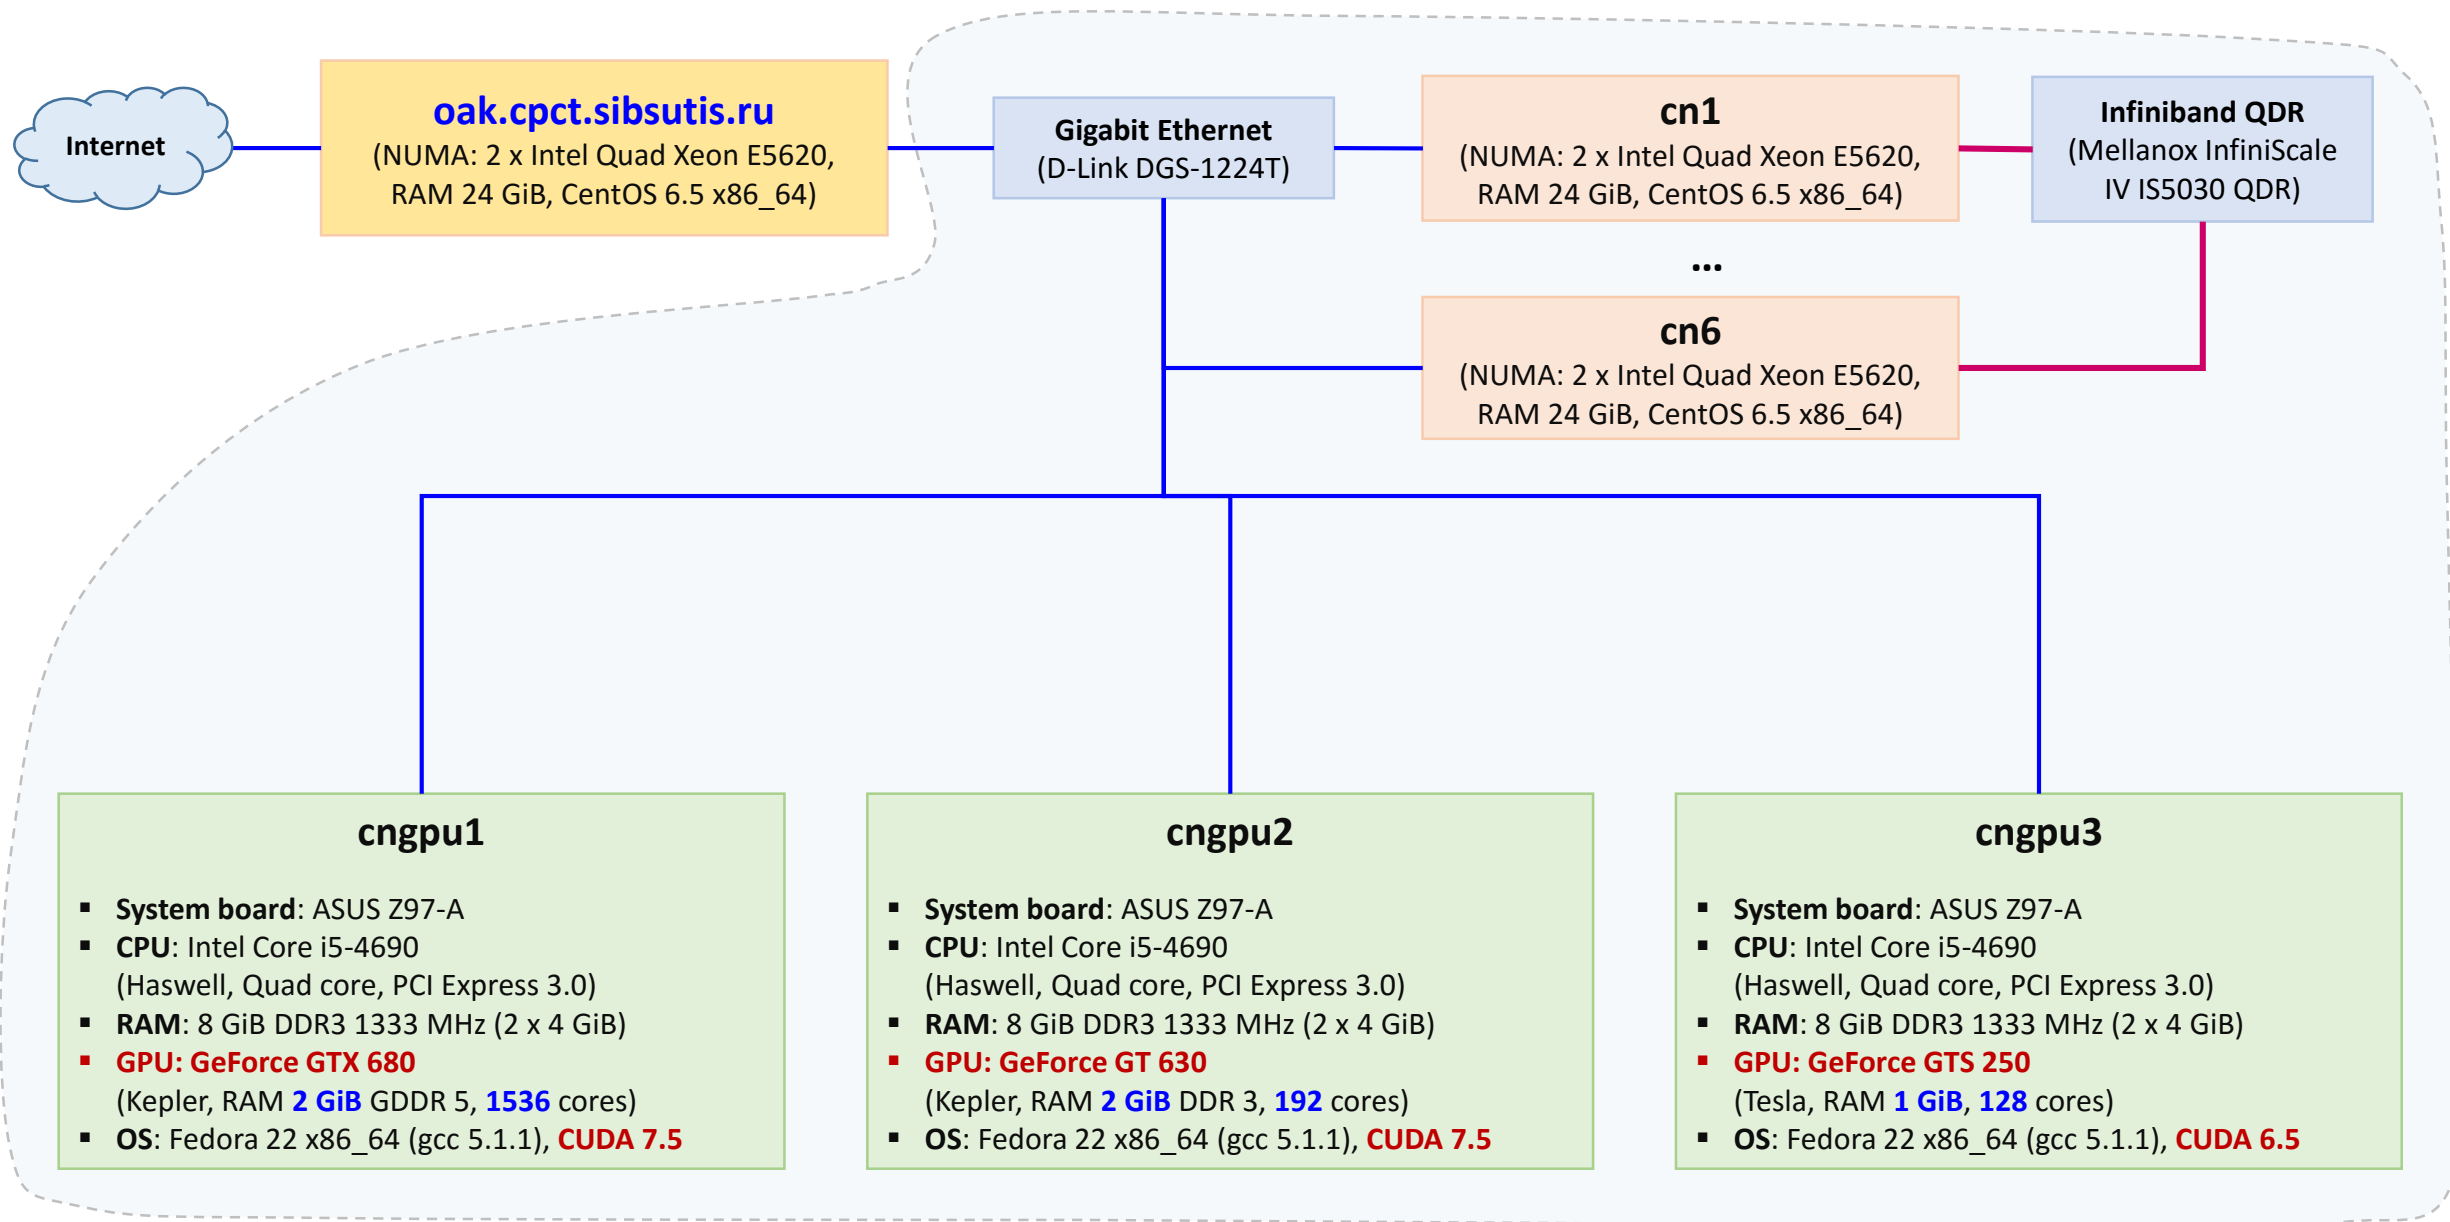 Internet
oak.cpct.sibsutis.ru
(NUMA: 2 x Intel Quad Xeon E5620,
RAM 24 GiB, CentOS 6.5 x86_64)
Gigabit Ethernet
(D-Link DGS-1224T)
cn1
(NUMA: 2 x Intel Quad Xeon E5620,
RAM 24 GiB, CentOS 6.5 x86_64)
Infiniband QDR
(Mellanox InfiniScale
IV IS5030 QDR)
...
cn6
(NUMA: 2 x Intel Quad Xeon E5620,
RAM 24 GiB, CentOS 6.5 x86_64)
cngpu1
▪ System board: ASUS Z97-A
▪ CPU: Intel Core i5-4690
(Haswell, Quad core, PCI Express 3.0)
▪ RAM: 8 GiB DDR3 1333 MHz (2 x 4 GiB)
▪ GPU: GeForce GTX 680
(Kepler, RAM 2 GiB GDDR 5, 1536 cores)
▪ OS: Fedora 22 x86_64 (gcc 5.1.1), CUDA 7.5
cngpu2
▪ System board: ASUS Z97-A
▪ CPU: Intel Core i5-4690
(Haswell, Quad core, PCI Express 3.0)
▪ RAM: 8 GiB DDR3 1333 MHz (2 x 4 GiB)
▪ GPU: GeForce GT 630
(Kepler, RAM 2 GiB DDR 3, 192 cores)
▪ OS: Fedora 22 x86_64 (gcc 5.1.1), CUDA 7.5
cngpu3
▪ System board: ASUS Z97-A
▪ CPU: Intel Core i5-4690
(Haswell, Quad core, PCI Express 3.0)
▪ RAM: 8 GiB DDR3 1333 MHz (2 x 4 GiB)
▪ GPU: GeForce GTS 250
(Tesla, RAM 1 GiB, 128 cores)
▪ OS: Fedora 22 x86_64 (gcc 5.1.1), CUDA 6.5